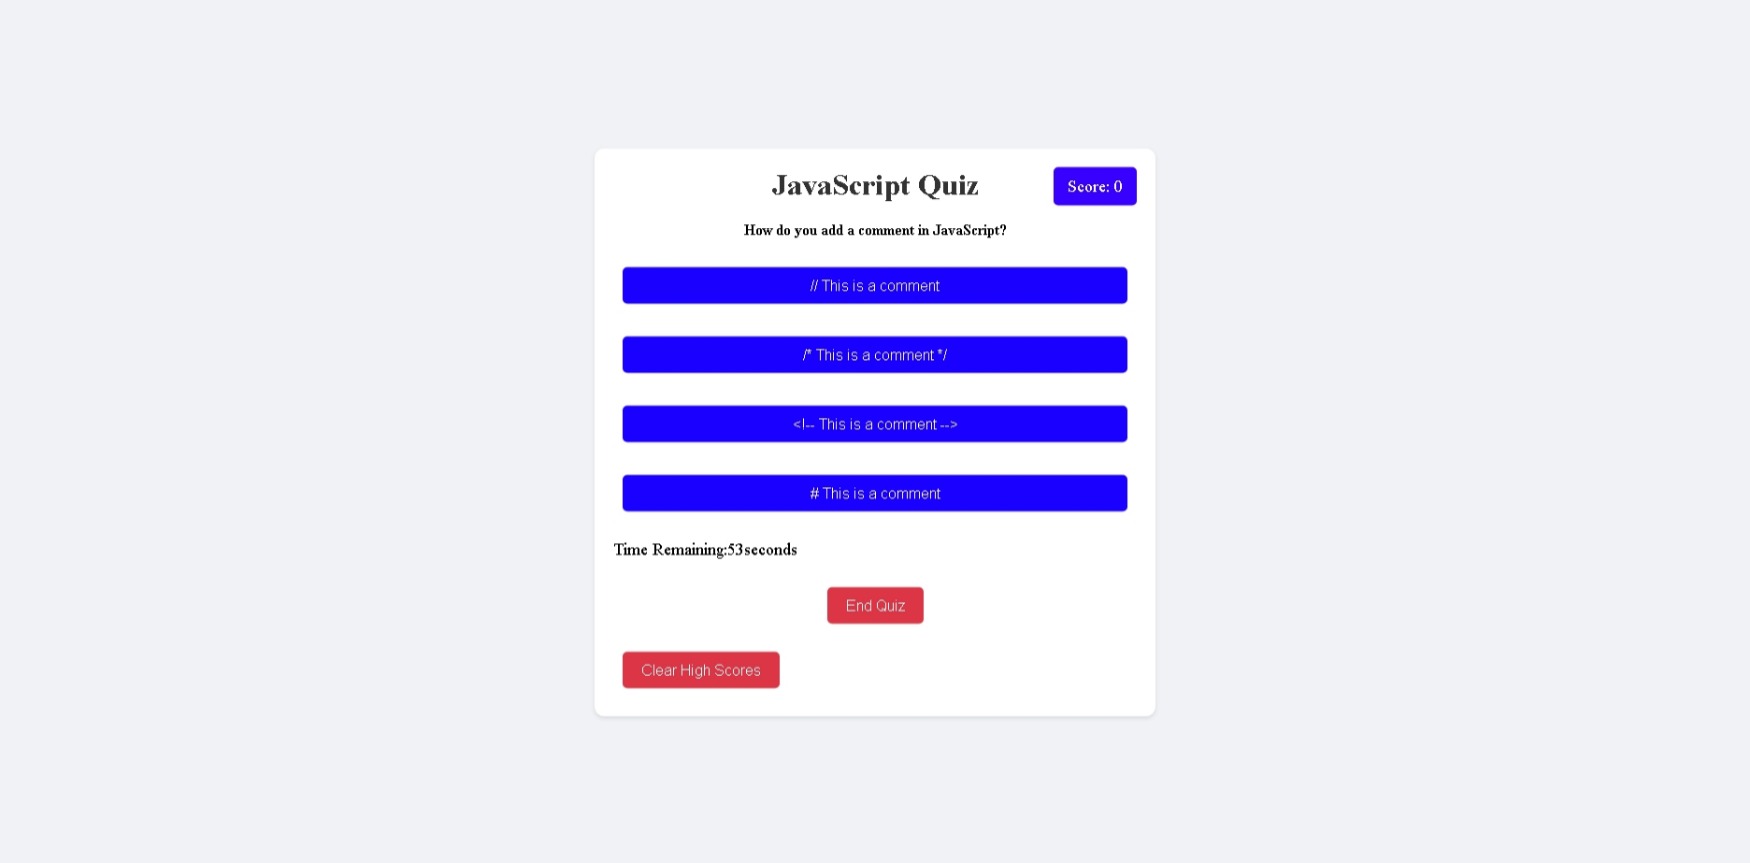 JavaScript Quiz
Score: 0
How do you add a comment in JavaScript?
// This is a comment
/* This is a comment */
<!-- This is a comment -->
# This is a comment
Time Remaining:53seconds
End Quiz
Clear High Scores